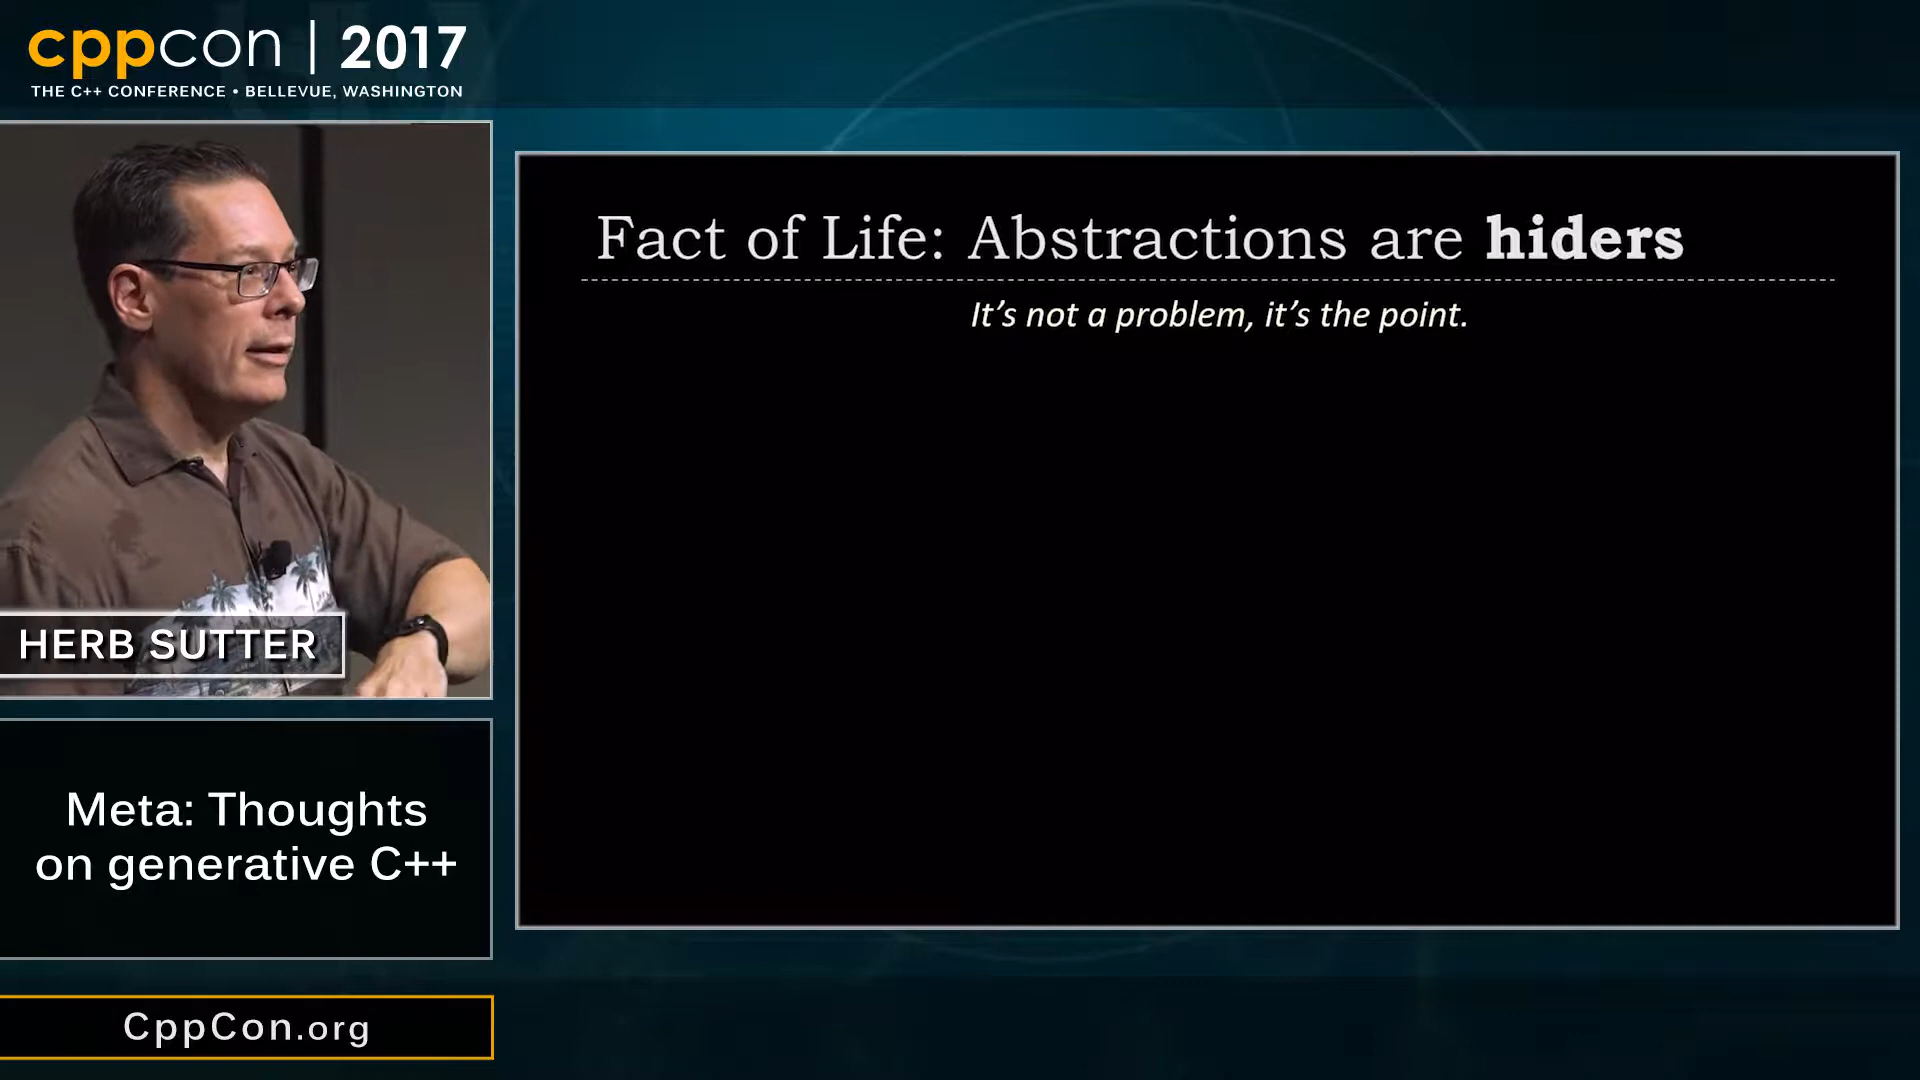 cppcon | 2017
THE C++ CONFERENCE • BELLEVUE, WASHINGTON
HERB SUTTER
Meta: Thoughts
on generative C++
CppCon.org
Fact of Life: Abstractions are hiders
It’s not a problem, it’s the point.